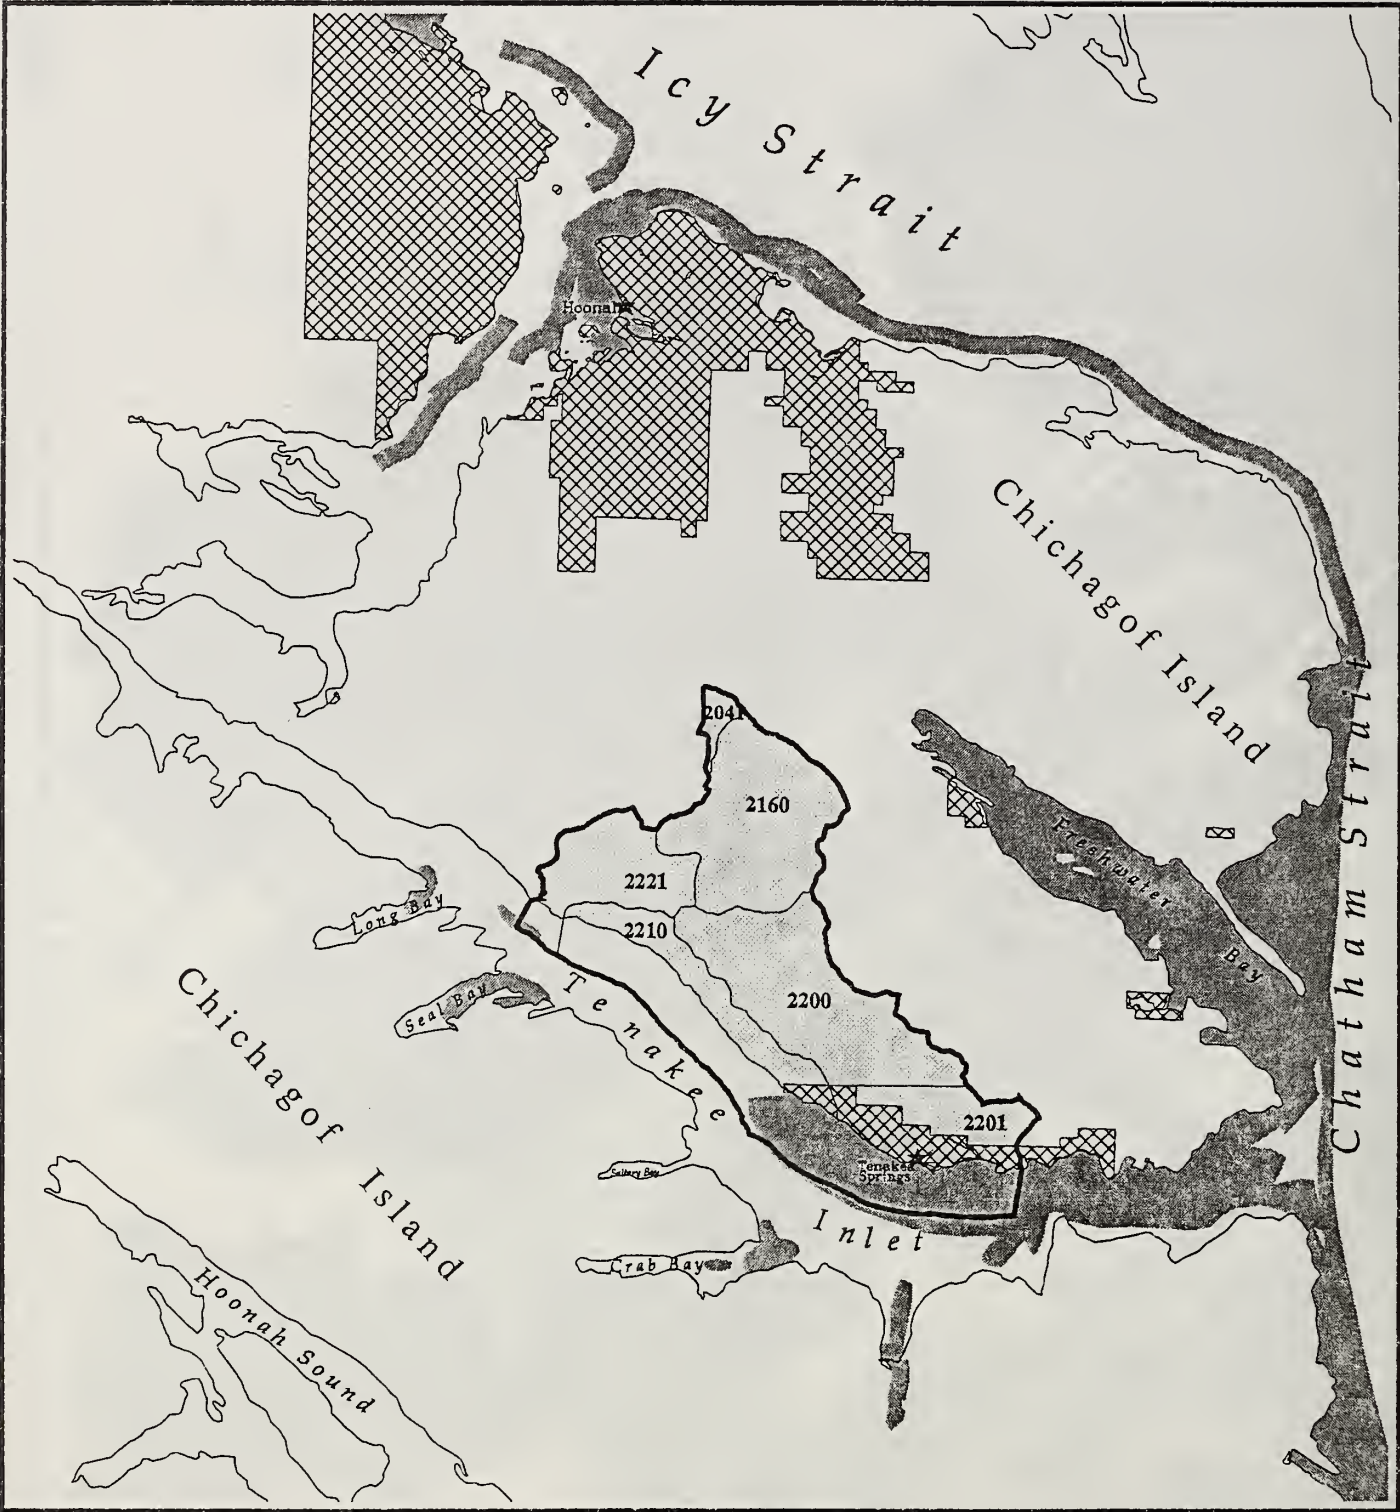 Icy Strait
Hoonah
Chichagof Island
Chatham Strait
2041
2160
Freshwater
Bay
2221
2210
Long Bay
2200
Seal Bay
Tenakee
Inlet
2201
Tenakee
Springs
Saltery Bay
Chichagof
Island
Crab Bay
Hoonah Sound